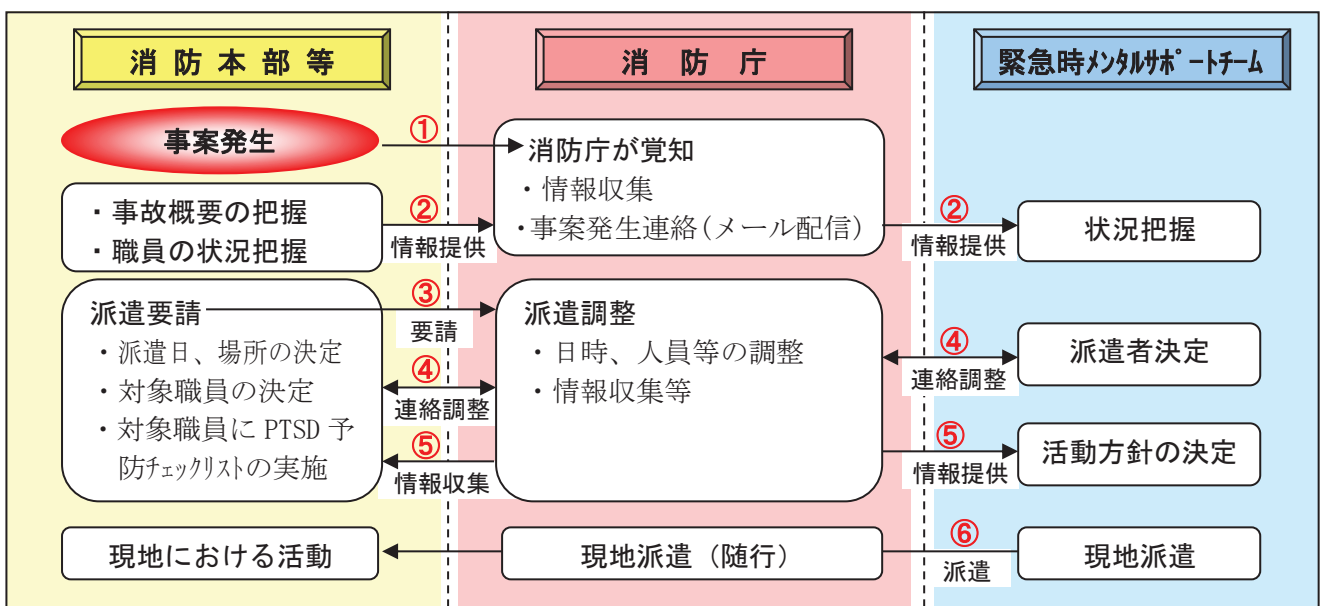 消防本部等
消防庁
緊急時メンタルサポートチーム
事案発生
①
消防庁が覚知
・情報収集
・事案発生連絡(メール配信)
・事故概要の把握
・職員の状況把握
②
情報提供
②
情報提供
状況把握
派遣要請
・派遣日、場所の決定
・対象職員の決定
・対象職員に PTSD 予
防チェックリストの実施
③
要請
④
連絡調整
⑤
情報収集
派遣調整
・日時、人員等の調整
・情報収集等
④
連絡調整
派遣者決定
⑤
情報提供
活動方針の決定
現地における活動
現地派遣（随行）
⑥
派遣
現地派遣